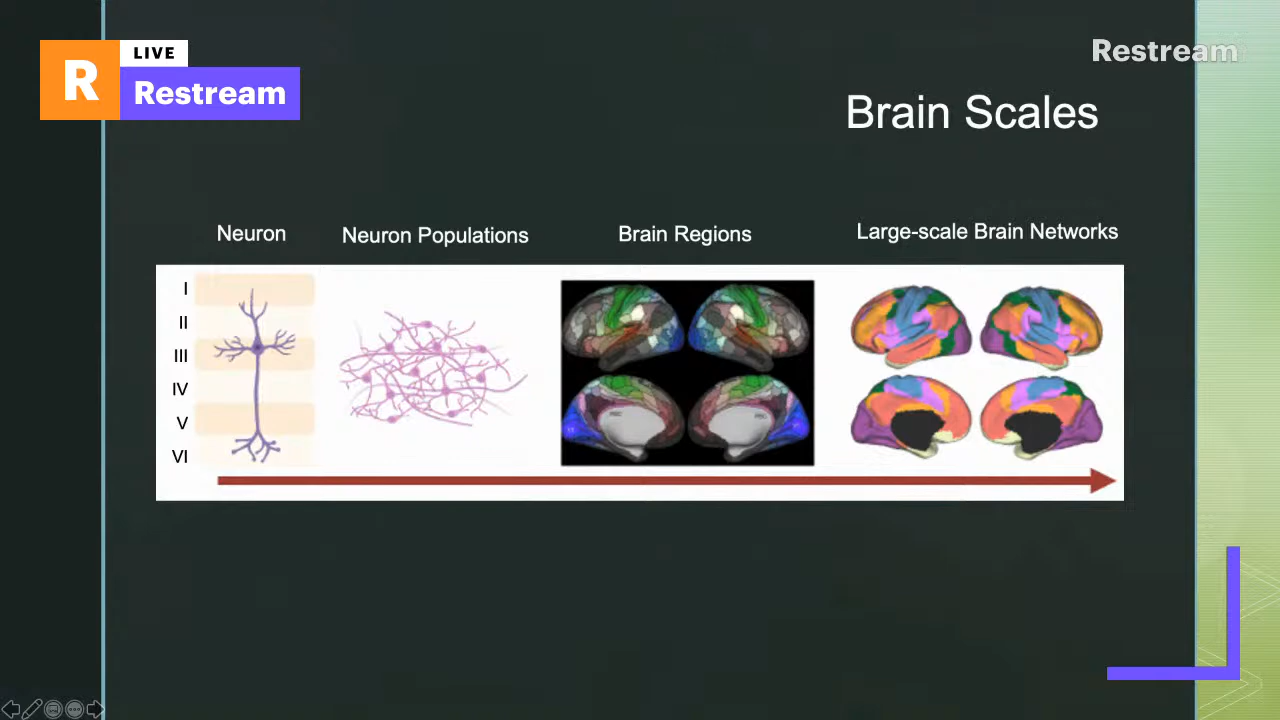 R
LIVE
Restream
Restream
Brain Scales
Neuron
Neuron Populations
Brain Regions
Large-scale Brain Networks
I
II
III
IV
V
VI